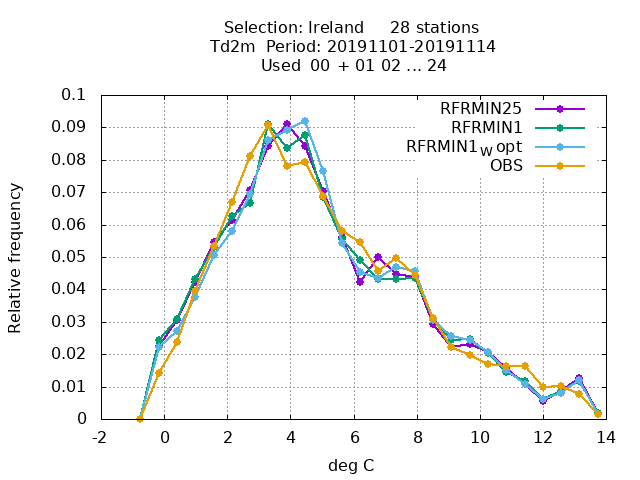 Selection: Ireland     28 stations
Td2m  Period: 20191101-20191114
Used  00 + 01 02 ... 24
RFRMIN25
RFRMIN1
RFRMIN1W opt
OBS
0.1
0.09
0.08
0.07
0.06
0.05
0.04
0.03
0.02
0.01
0
Relative frequency
-2 0 2 4 6 8 10 12 14
deg C